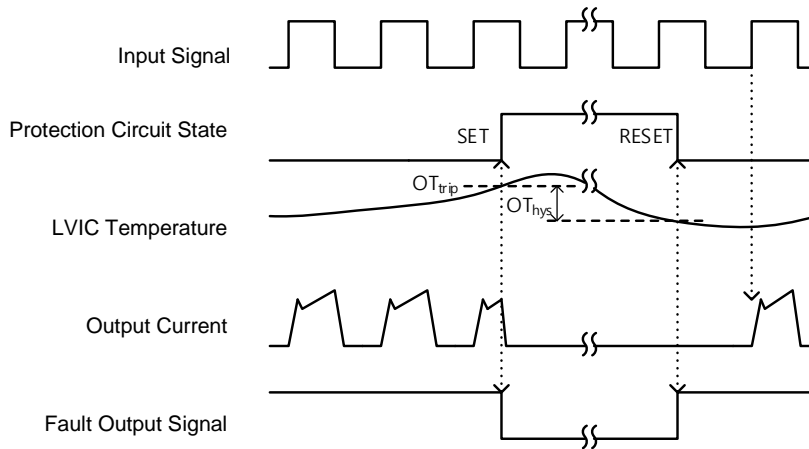 Input Signal
Protection Circuit State
SET
RESET
OTtrip
OThys
LVIC Temperature
Output Current
Fault Output Signal